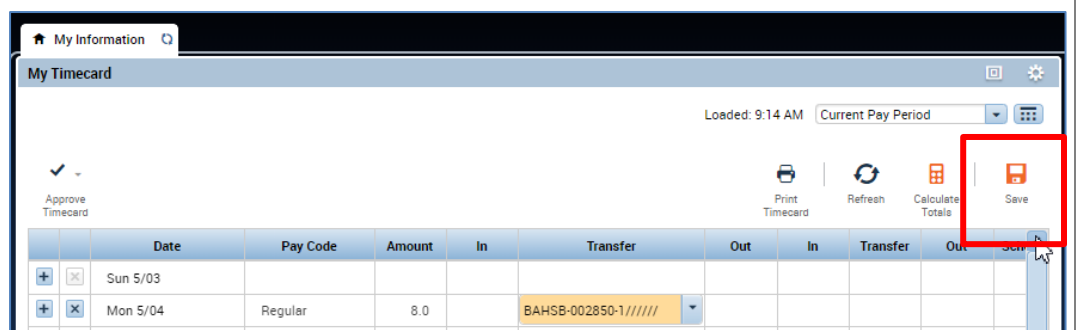 My Information
My Timecard
Loaded: 9:14 AM Current Pay Period
Approve Timecard
Print Timecard
Refresh
Calculate Totals
Save
Date Pay Code Amount In Transfer Out In Transfer Out
Sun 5/03
Mon 5/04 Regular 8.0 BAHSB-002850-1//////